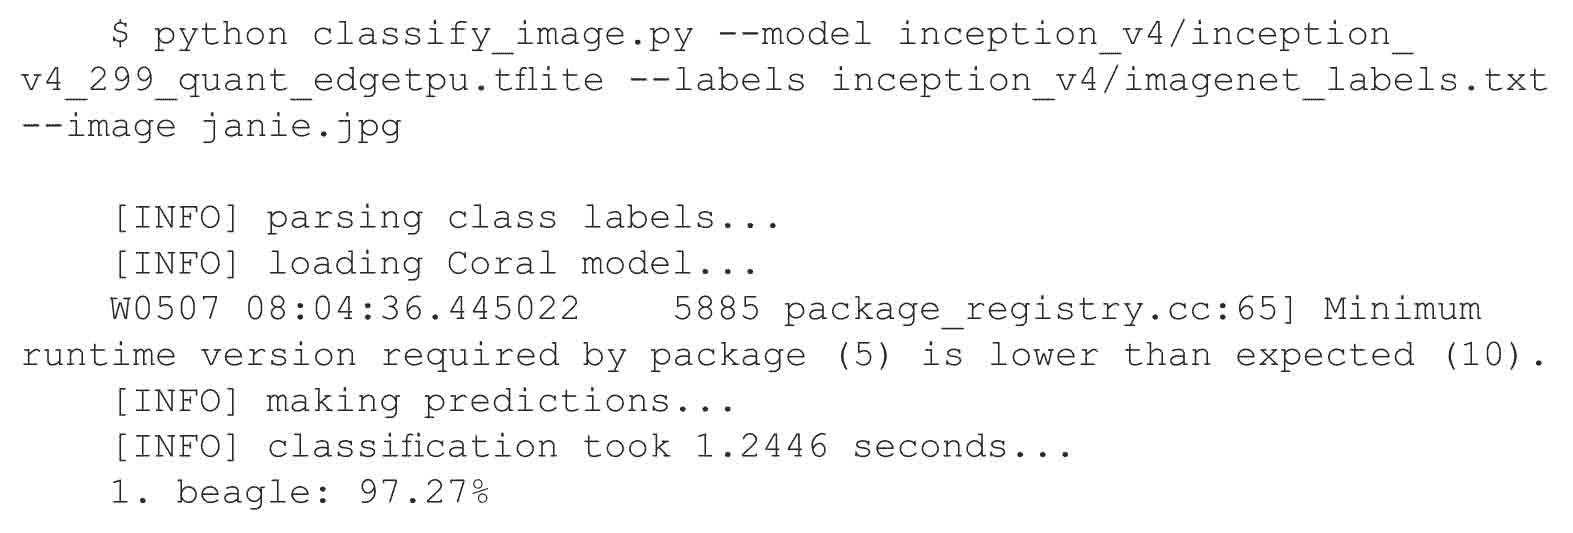 $ python classify_image.py --model inception_v4/inception_
v4_299_quant_edgetpu.tflite --labels inception_v4/imagenet_labels.txt
--image janie.jpg
[INFO] parsing class labels...
[INFO] loading Coral model...
W0507 08:04:36.445022    5885 package_registry.cc:65] Minimum
runtime version required by package (5) is lower than expected (10).
[INFO] making predictions...
[INFO] classification took 1.2446 seconds...
1. beagle: 97.27%